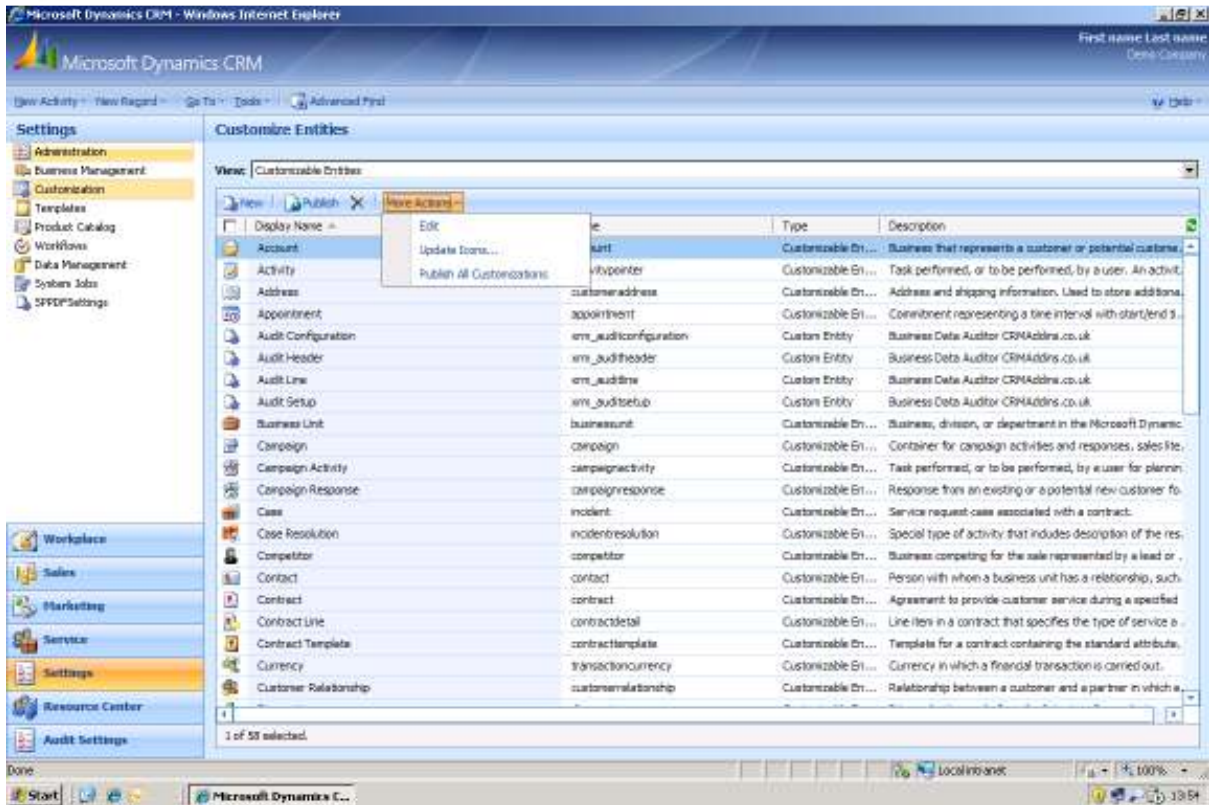 Microsoft Dynamics CRM - Windows Internet Explorer
First name Last name
Demo Company
Microsoft Dynamics CRM
New Activity New Record Go To Tools Advanced Find Help
Settings
Customize Entities
Administration
Business Management
Customization
Templates
Product Catalog
Workflows
Data Management
System Jobs
SPPDFSettings
View: Customizable Entities
New Publish More Actions
Edit
Update Icons...
Publish All Customizations
Display Name Type Description
Account Customizable En... Business that represents a customer or potential custome.
Activity Customizable En... Task performed, or to be performed, by a user. An activit.
Address customeraddress Customizable En... Address and shipping information. Used to store additiona.
Appointment appointment Customizable En... Commitment representing a time interval with start/end ti.
Audit Configuration Custom Entity Business Data Auditor CRMAddins.co.uk
Audit Header Custom Entity Business Data Auditor CRMAddins.co.uk
Audit Line Custom Entity Business Data Auditor CRMAddins.co.uk
Audit Setup Custom Entity Business Data Auditor CRMAddins.co.uk
Business Unit businessunit Customizable En... Business, division, or department in the Microsoft Dynamic.
Campaign campaign Customizable En... Container for campaign activities and responses, sales lite.
Campaign Activity campaignactivity Customizable En... Task performed, or to be performed, by a user for plannin
Campaign Response campaignresponse Customizable En... Response from an existing or a potential new customer fo.
Case incident Customizable En... Service request case associated with a contract.
Case Resolution incidentresolution Customizable En... Special type of activity that includes description of the res.
Competitor competitor Customizable En... Business competing for the sale represented by a lead or .
Contact contact Customizable En... Person with whom a business unit has a relationship, such.
Contract contract Customizable En... Agreement to provide customer service during a specified
Contract Line contractdetail Customizable En... Line item in a contract that specifies the type of service a .
Contract Template contracttemplate Customizable En... Template for a contract containing the standard attribute.
Currency transactioncurrency Customizable En... Currency in which a financial transaction is carried out.
Customer Relationship customerrelationship Customizable En... Relationship between a customer and a partner in which e.
1 of 58 selected.
Workplace
Sales
Marketing
Service
Settings
Resource Center
Audit Settings
Done Local intranet 100%
Start Microsoft Dynamics C... 13:54